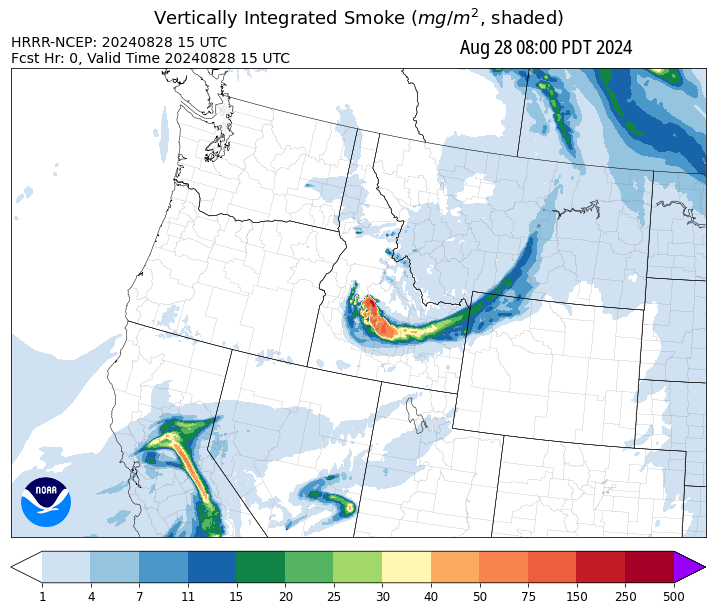 Vertically Integrated Smoke (mg/m², shaded)
HRRR-NCEP: 20240828 15 UTC
Aug 28 08:00 PDT 2024
Fcst Hr: 0, Valid Time 20240828 15 UTC
NOAA
1 4 7 11 15 20 25 30 40 50 75 150 250 500